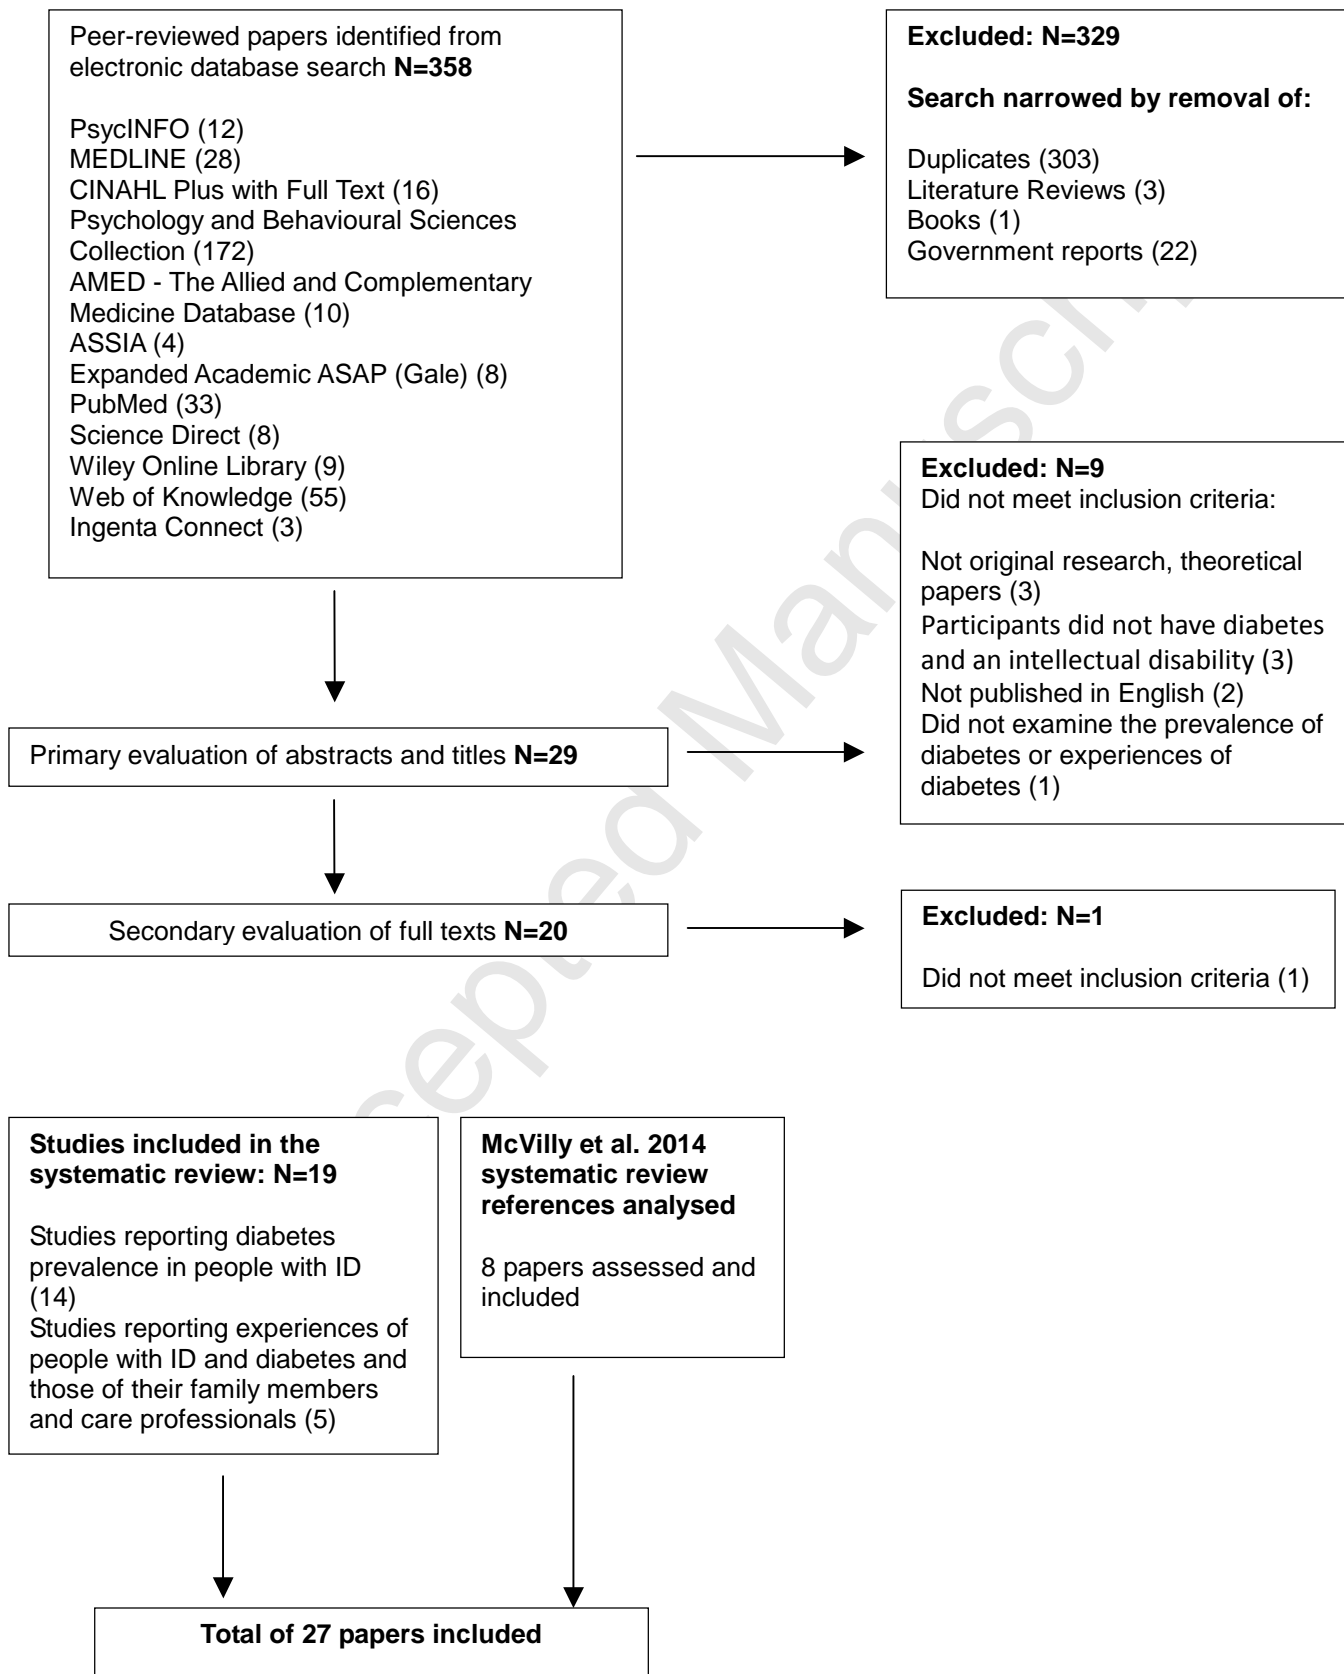 Peer-reviewed papers identified from
electronic database search N=358
PsycINFO (12)
MEDLINE (28)
CINAHL Plus with Full Text (16)
Psychology and Behavioural Sciences
Collection (172)
AMED - The Allied and Complementary
Medicine Database (10)
ASSIA (4)
Expanded Academic ASAP (Gale) (8)
PubMed (33)
Science Direct (8)
Wiley Online Library (9)
Web of Knowledge (55)
Ingenta Connect (3)
Excluded: N=329
Search narrowed by removal of:
Duplicates (303)
Literature Reviews (3)
Books (1)
Government reports (22)
Primary evaluation of abstracts and titles N=29
Excluded: N=9
Did not meet inclusion criteria:
Not original research, theoretical
papers (3)
Participants did not have diabetes
and an intellectual disability (3)
Not published in English (2)
Did not examine the prevalence of
diabetes or experiences of
diabetes (1)
Secondary evaluation of full texts N=20
Excluded: N=1
Did not meet inclusion criteria (1)
Studies included in the
systematic review: N=19
Studies reporting diabetes
prevalence in people with ID
(14)
Studies reporting experiences of
people with ID and diabetes and
those of their family members
and care professionals (5)
McVilly et al. 2014
systematic review
references analysed
8 papers assessed and
included
Total of 27 papers included
cepted Manusc